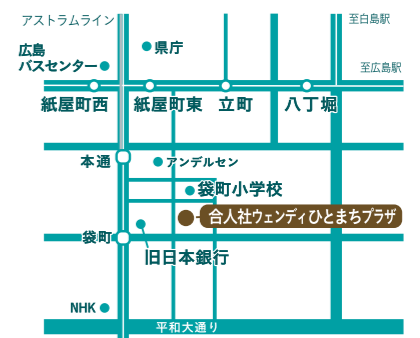 アストラムライン
至白島駅
広島
バスセンター
県庁
至広島駅
紙屋町西
紙屋町東
立町
八丁堀
本通
アンデルセン
袋町小学校
合人社ウェンディひとまちプラザ
袋町
旧日本銀行
NHK
平和大通り